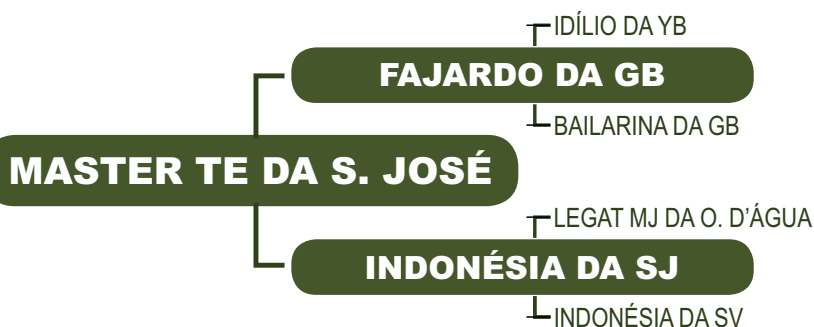 IDÍLIO DA YB
FAJARDO DA GB
BAILARINA DA GB
MASTER TE DA S. JOSÉ
LEGAT MJ DA O. D’ÁGUA
INDONÉSIA DA SJ
INDONÉSIA DA SV